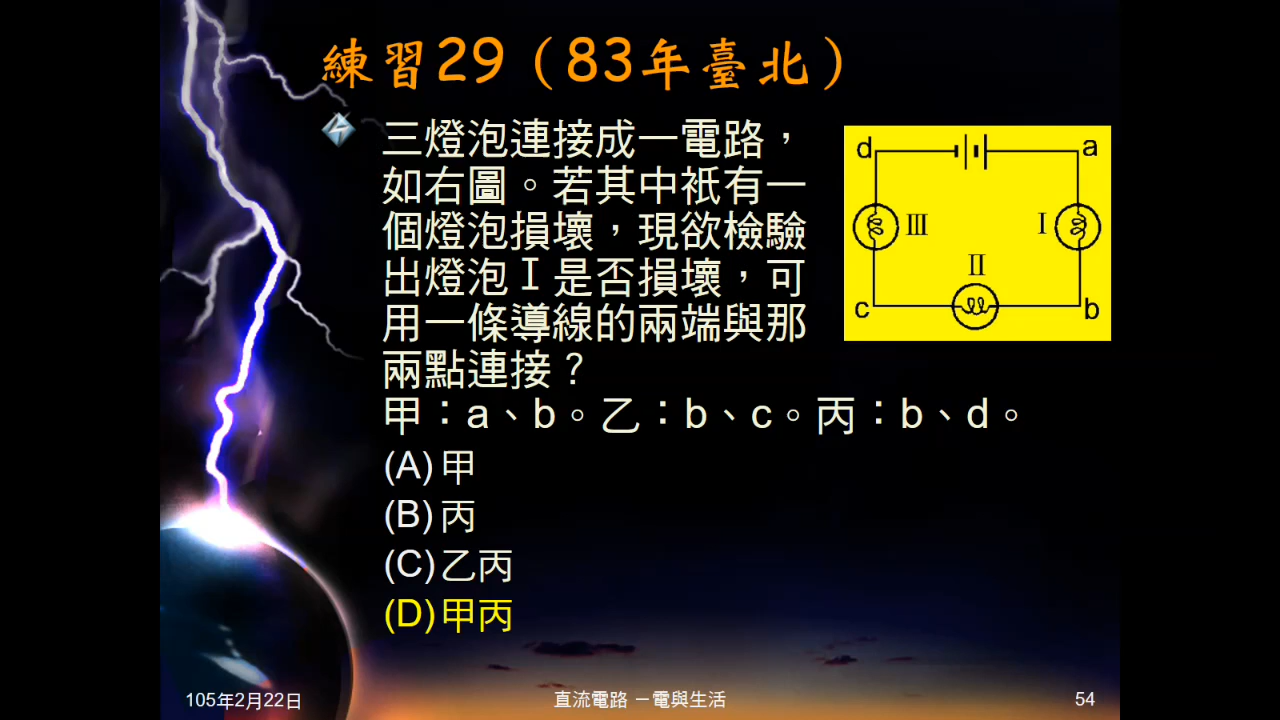 練習29（83年臺北）
三燈泡連接成一電路，
如右圖。若其中祇有一
個燈泡損壞，現欲檢驗
出燈泡Ⅰ是否損壞，可
用一條導線的兩端與那
兩點連接？
甲：a、b。乙：b、c。丙：b、d。
(A)甲
(B)丙
(C)乙丙
(D)甲丙
d
a
Ⅲ
Ⅰ
Ⅱ
c
b
105年2月22日
直流電路 －電與生活
54